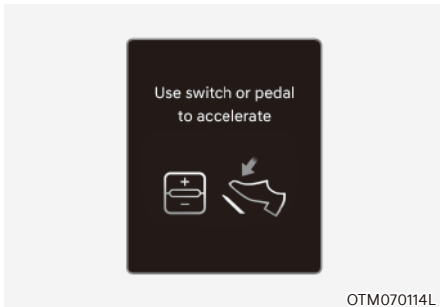 Use switch or pedal
to accelerate
+
−
OTM070114L